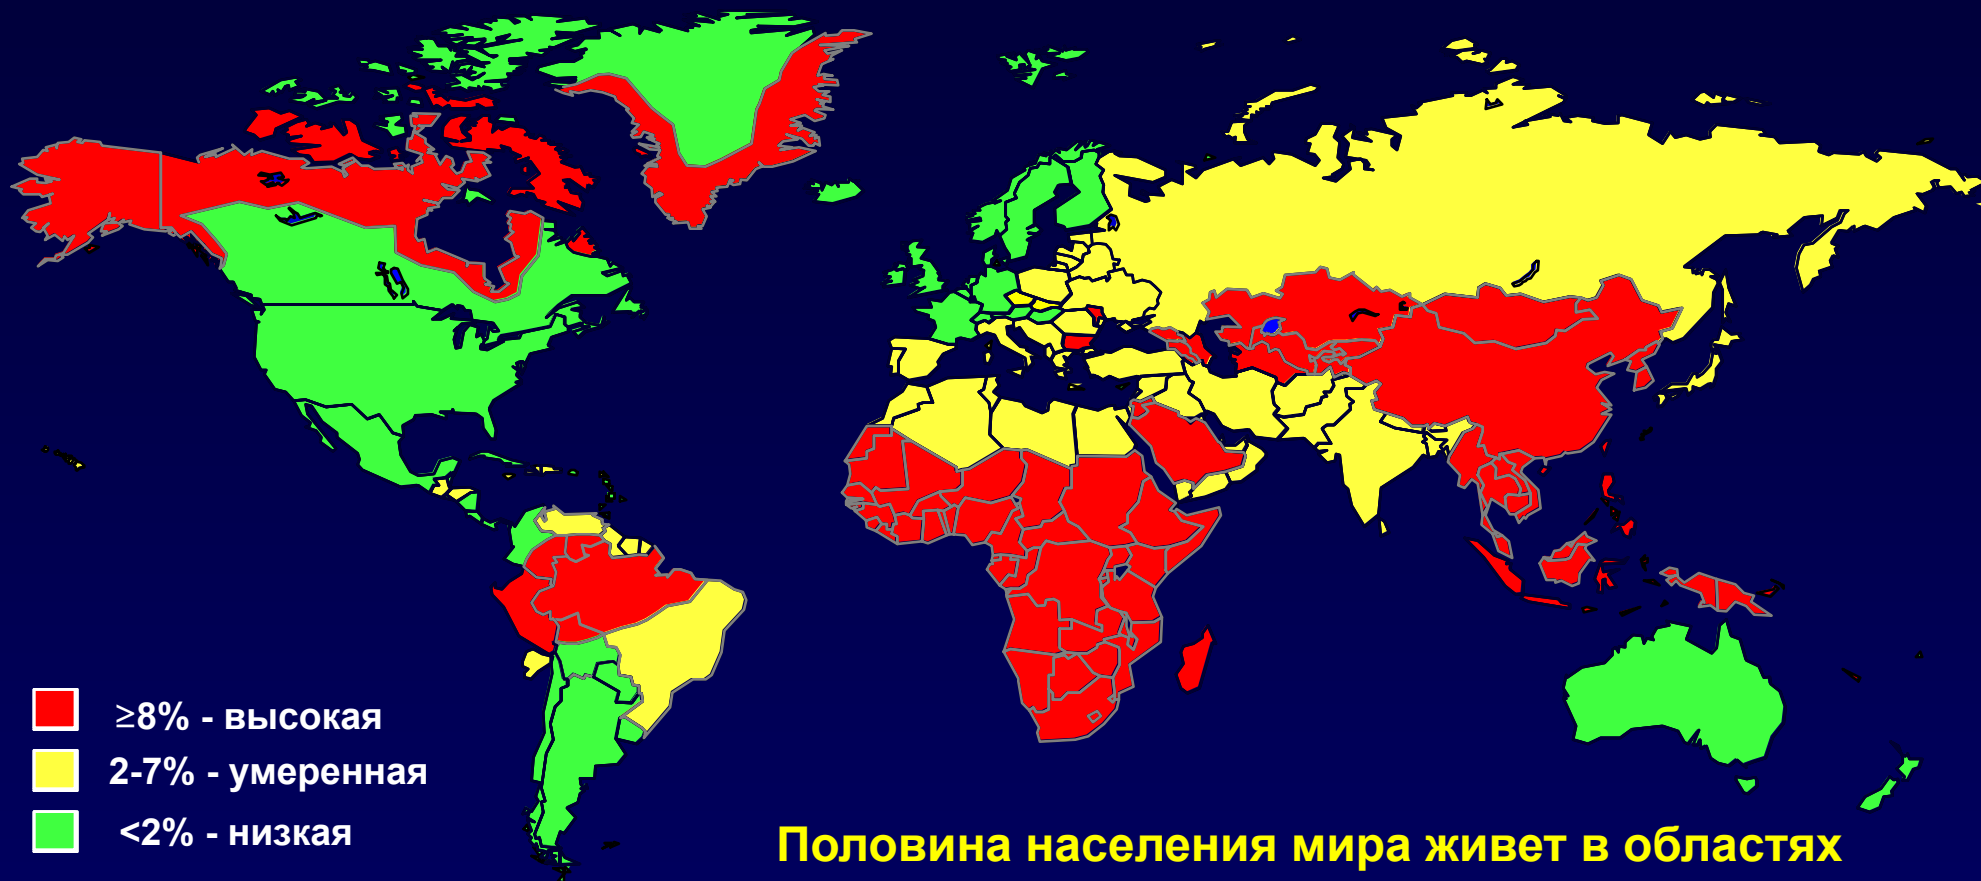 ≥8% - высокая
2-7% - умеренная
<2% - низкая
Половина населения мира живет в областях